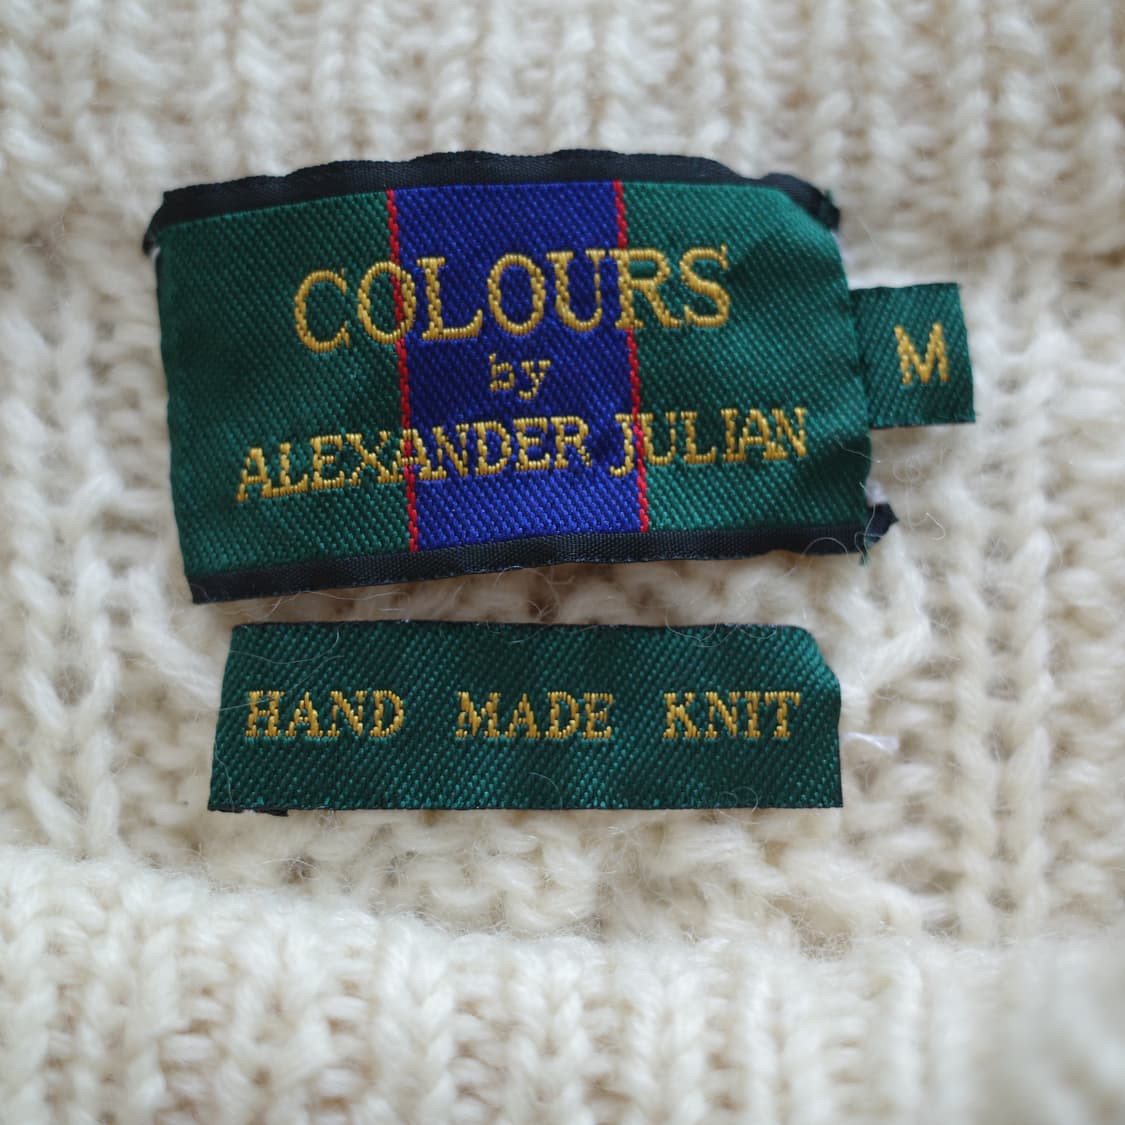 COLOURS
by
ALEXANDER JULIAN
M
HAND MADE KNIT